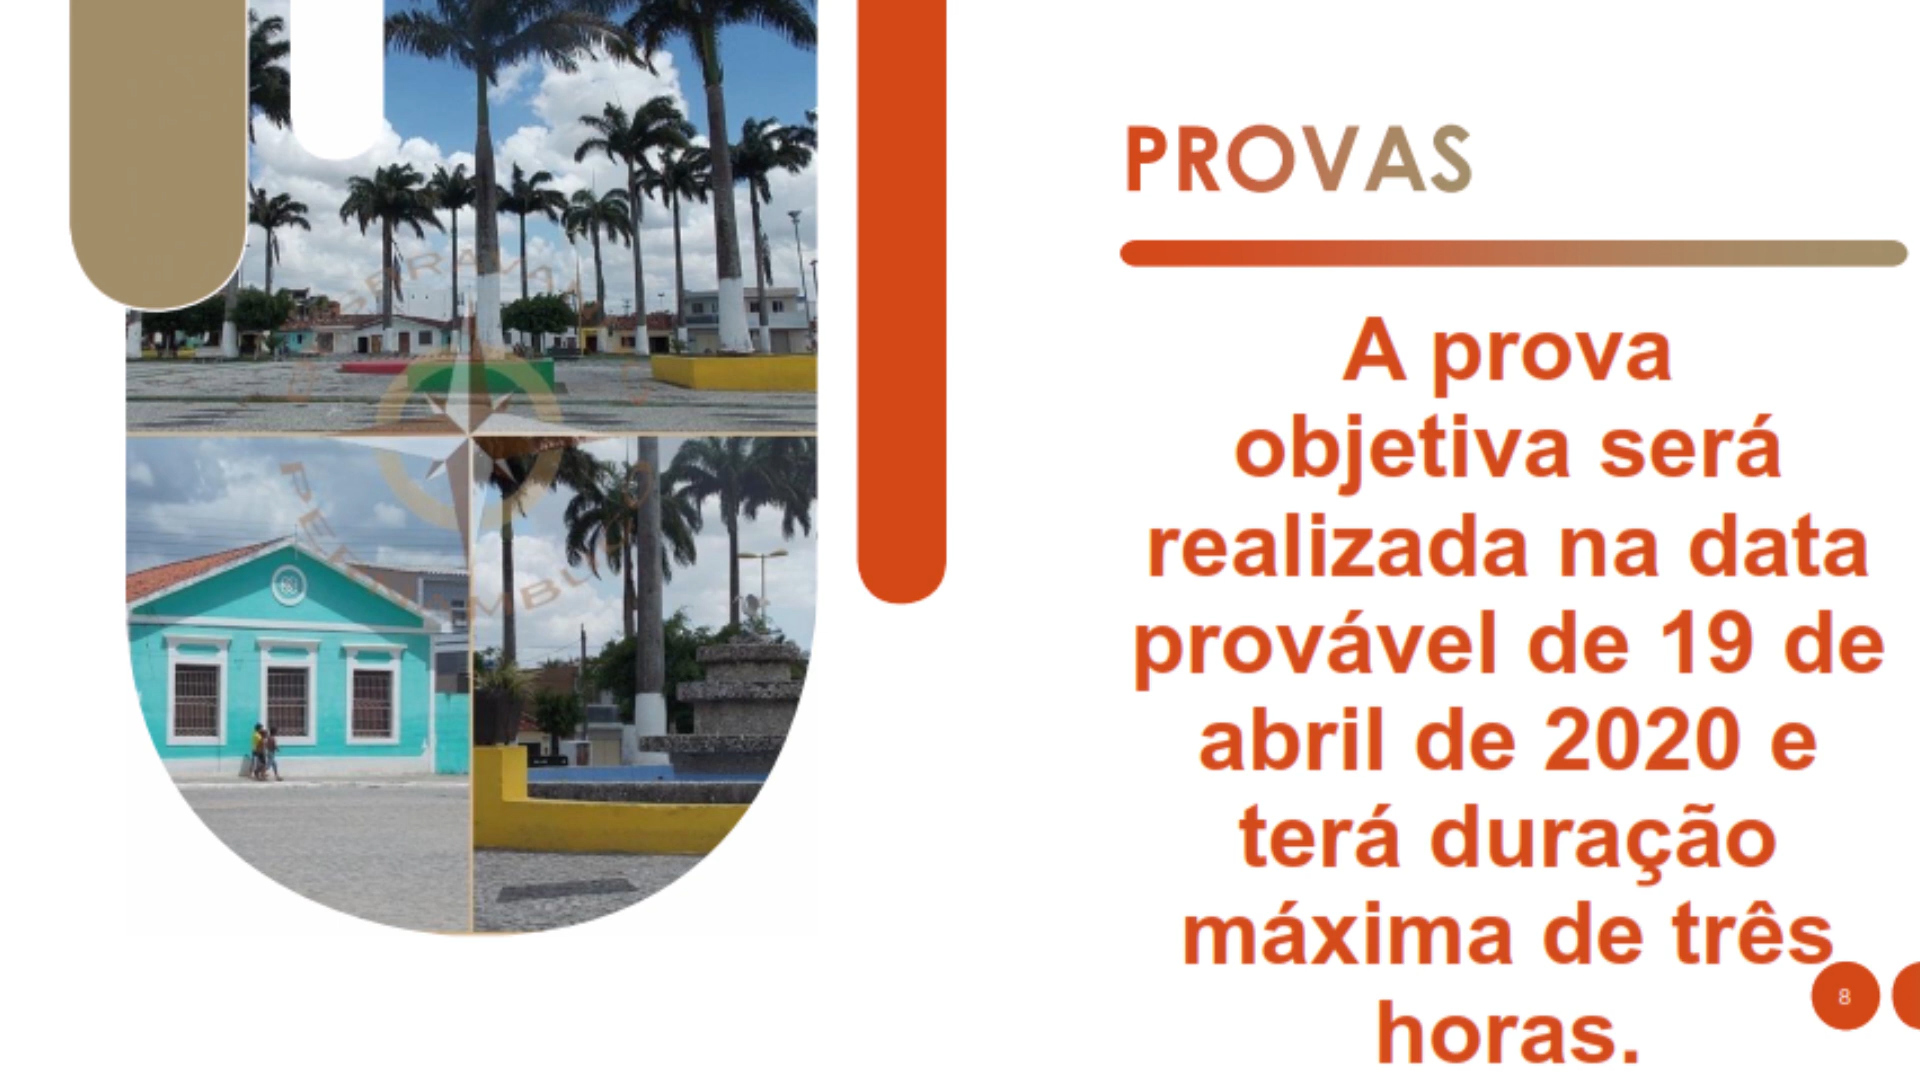 PROVAS
A prova
objetiva será
realizada na data
provável de 19 de
abril de 2020 e
terá duração
máxima de três
horas.
8
PERNAMBUCO